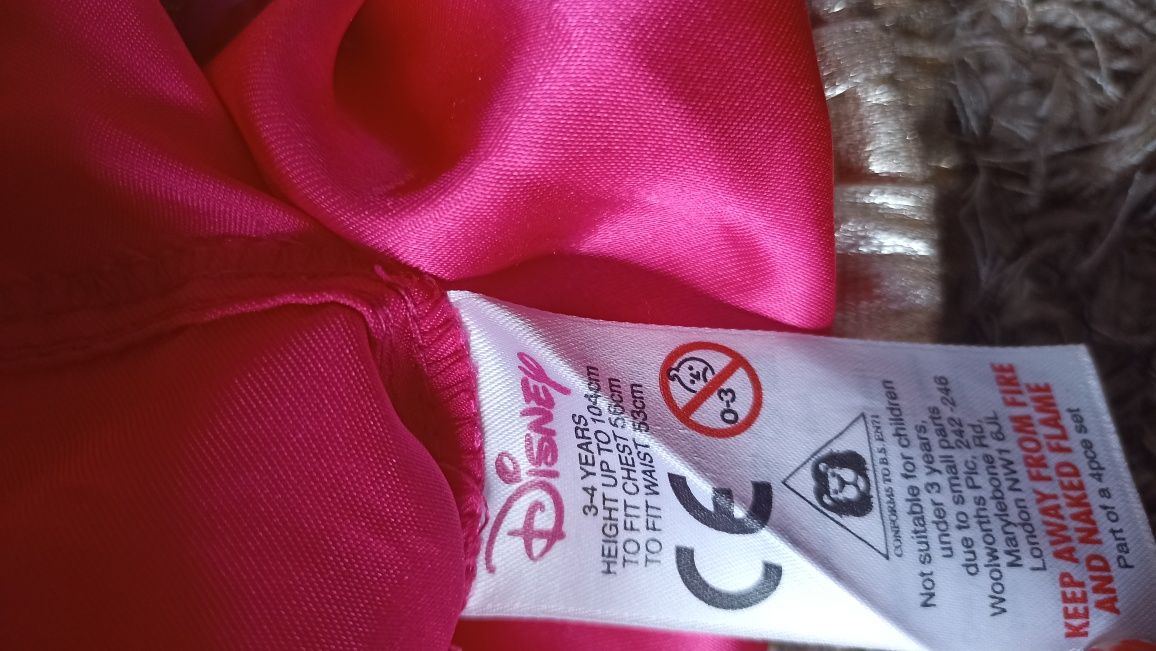 Disney
3-4 YEARS
HEIGHT UP TO 104cm
TO FIT CHEST 56cm
TO FIT WAIST 53cm
0-3
CE
CONFORMS TO B.S. EN71
Not suitable for children
under 3 years,
due to small parts
Woolworths Plc, 242-246
Marylebone Rd,
London NW1 6JL
KEEP AWAY FROM FIRE
AND NAKED FLAME
Part of a 4pce set